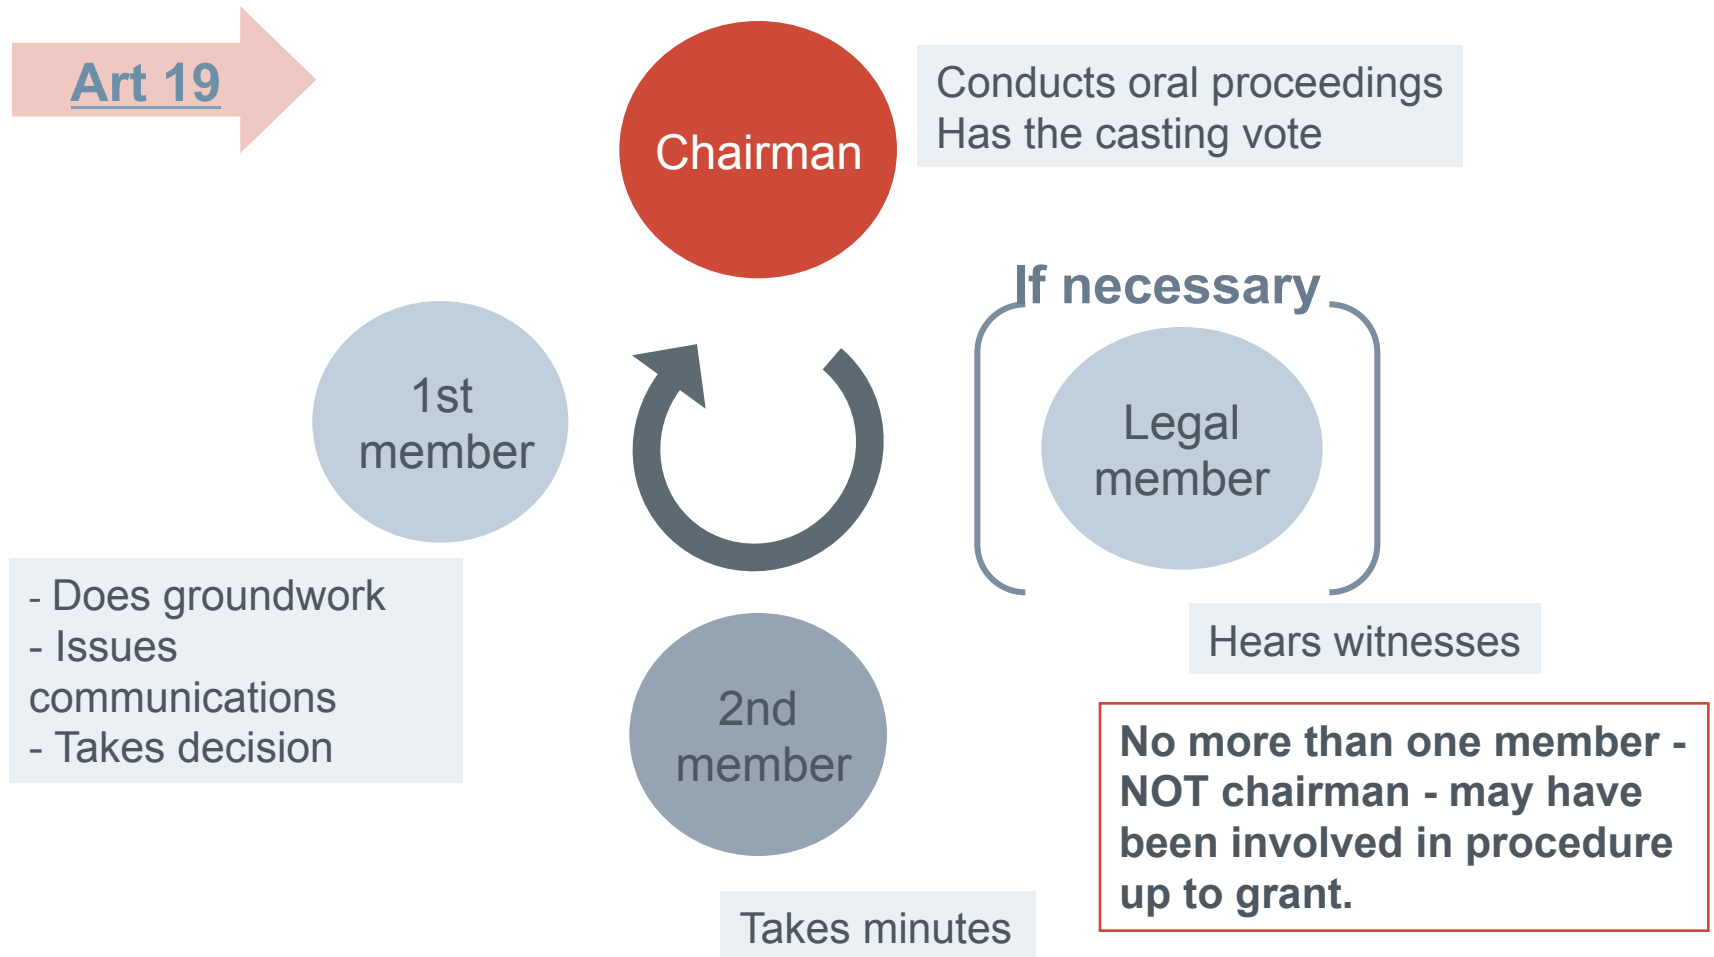 Art 19
Chairman
Conducts oral proceedings
Has the casting vote
If necessary
1st
member
Legal
member
- Does groundwork
- Issues
communications
- Takes decision
Hears witnesses
2nd
member
No more than one member -
NOT chairman - may have
been involved in procedure
up to grant.
Takes minutes